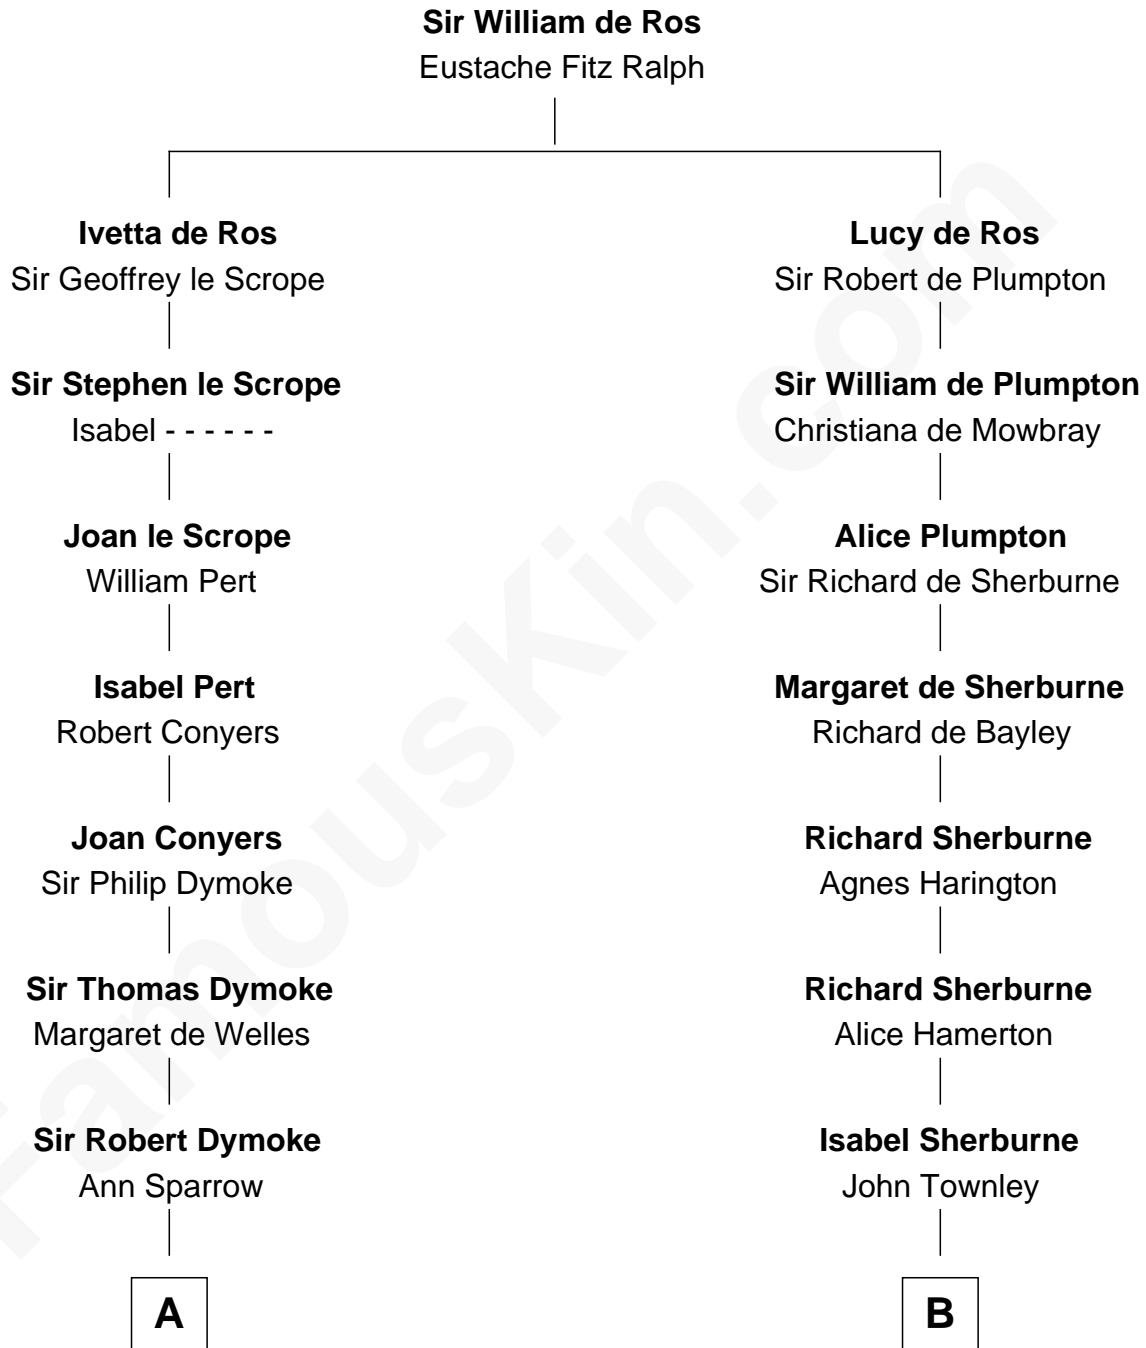 Sir William de Ros
Eustache Fitz Ralph
Ivetta de Ros
Sir Geoffrey le Scrope
Lucy de Ros
Sir Robert de Plumpton
Sir Stephen le Scrope
Isabel - - - - - -
Sir William de Plumpton
Christiana de Mowbray
Joan le Scrope
William Pert
Alice Plumpton
Sir Richard de Sherburne
Isabel Pert
Robert Conyers
Margaret de Sherburne
Richard de Bayley
Joan Conyers
Sir Philip Dymoke
Richard Sherburne
Agnes Harington
Sir Thomas Dymoke
Margaret de Welles
Richard Sherburne
Alice Hamerton
Sir Robert Dymoke
Ann Sparrow
Isabel Sherburne
John Townley
A
B
FamousKin.com